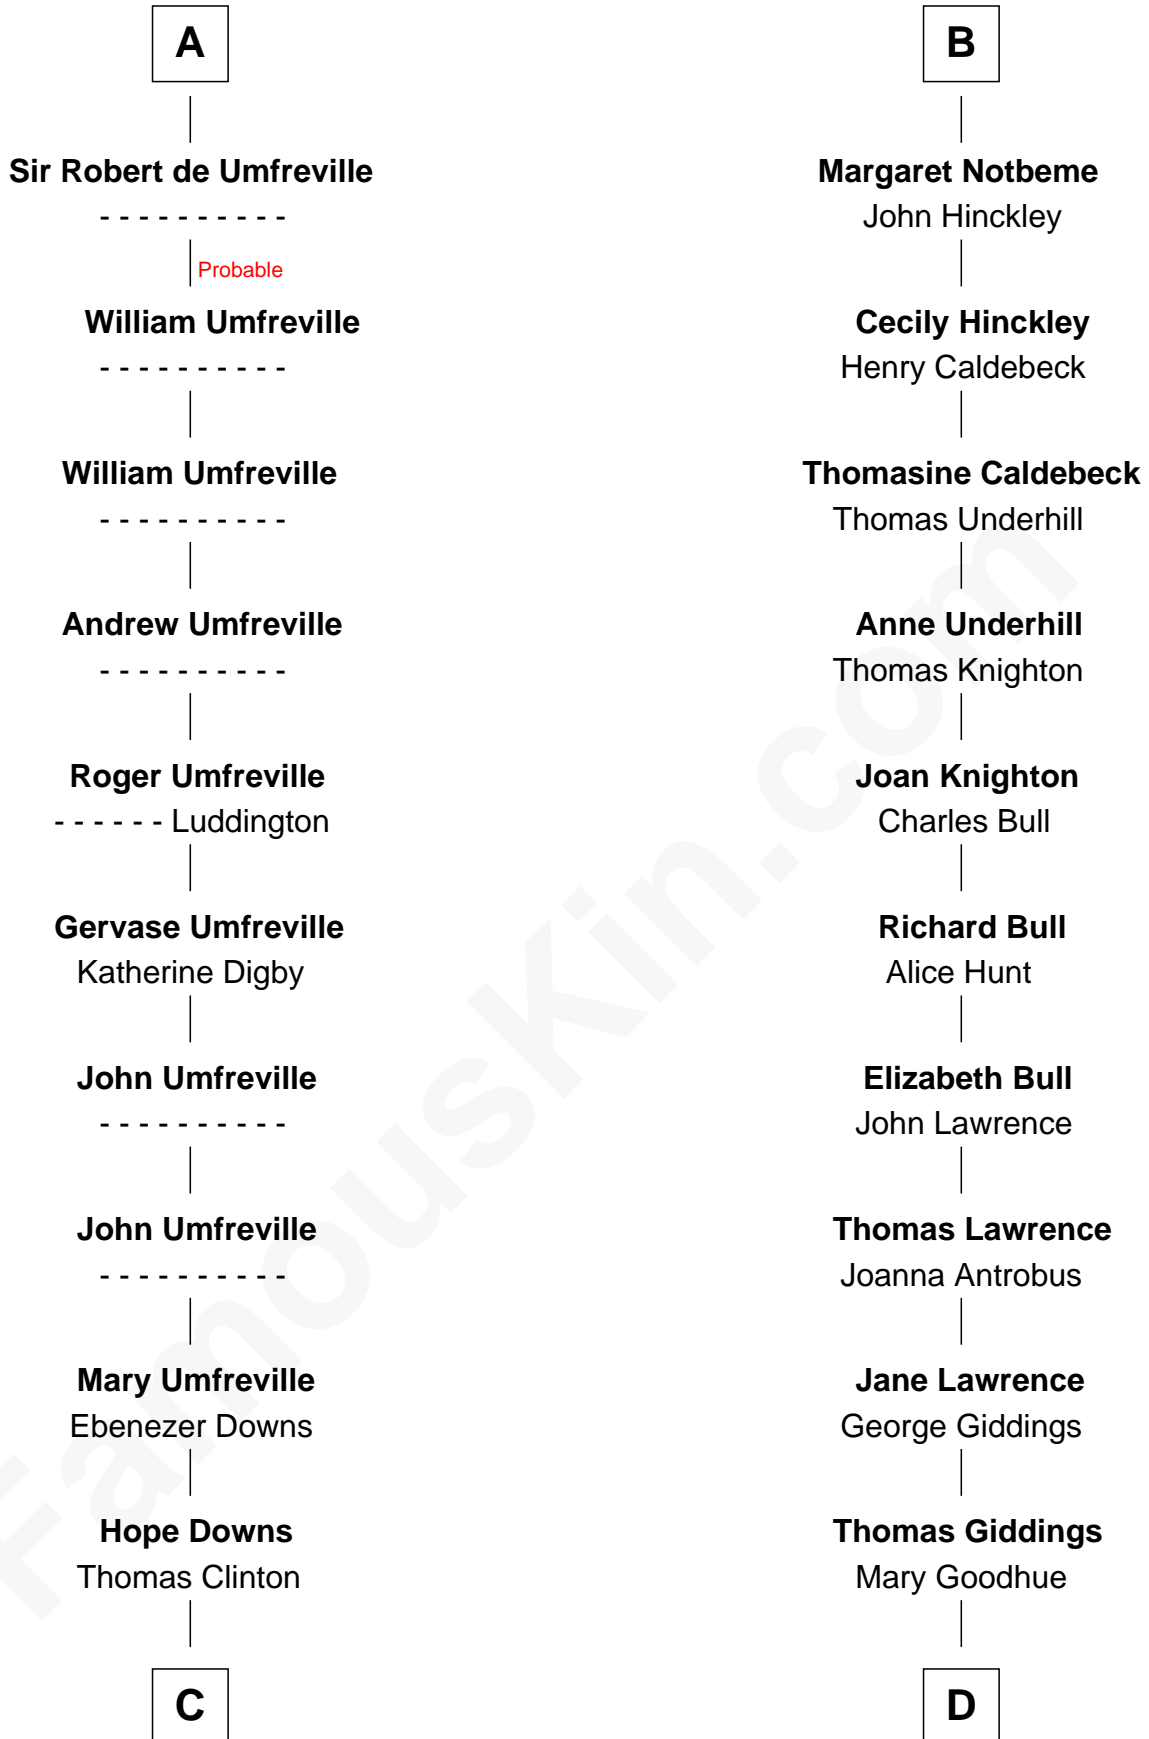 A
Sir Robert de Umfreville
- - - - - - - - - -
Probable
William Umfreville
- - - - - - - - - -
William Umfreville
- - - - - - - - - -
Andrew Umfreville
- - - - - - - - - -
Roger Umfreville
- - - - - - Luddington
Gervase Umfreville
Katherine Digby
John Umfreville
- - - - - - - - - -
John Umfreville
- - - - - - - - - -
Mary Umfreville
Ebenezer Downs
Hope Downs
Thomas Clinton
C
B
Margaret Notbeme
John Hinckley
Cecily Hinckley
Henry Caldebeck
Thomasine Caldebeck
Thomas Underhill
Anne Underhill
Thomas Knighton
Joan Knighton
Charles Bull
Richard Bull
Alice Hunt
Elizabeth Bull
John Lawrence
Thomas Lawrence
Joanna Antrobus
Jane Lawrence
George Giddings
Thomas Giddings
Mary Goodhue
D
FamousKin.com